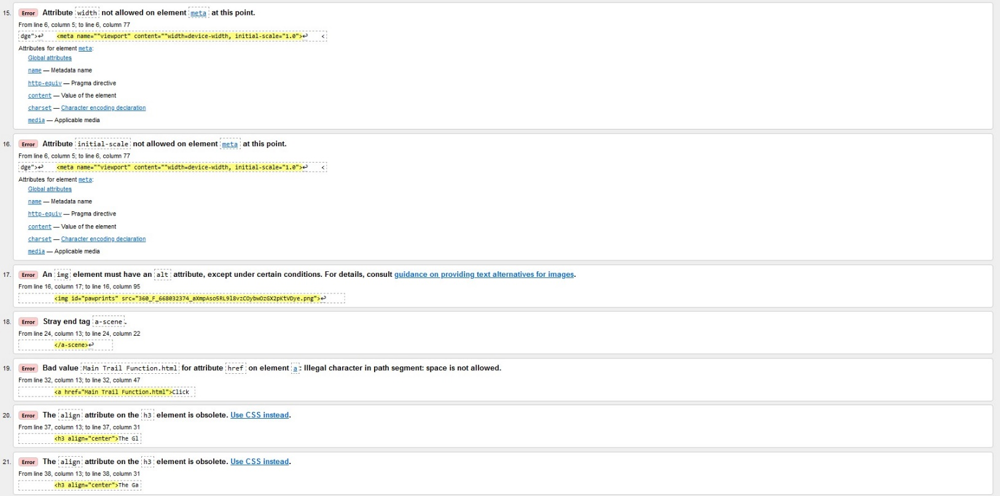 15. Error Attribute width not allowed on element meta at this point.
From line 6, column 5; to line 6, column 77
dge">↩    <meta name=""viewport" content=""width=device-width, initial-scale="1.0">↩    <
Attributes for element meta:
Global attributes
name — Metadata name
http-equiv — Pragma directive
content — Value of the element
charset — Character encoding declaration
media — Applicable media
16. Error Attribute initial-scale not allowed on element meta at this point.
From line 6, column 5; to line 6, column 77
dge">↩    <meta name=""viewport" content=""width=device-width, initial-scale="1.0">↩    <
Attributes for element meta:
Global attributes
name — Metadata name
http-equiv — Pragma directive
content — Value of the element
charset — Character encoding declaration
media — Applicable media
17. Error An img element must have an alt attribute, except under certain conditions. For details, consult guidance on providing text alternatives for images.
From line 16, column 17; to line 16, column 95
<img id="pawprints" src="360_F_668032374_aXmpAso5RL9l8vzCOybwOzGX2pKtVDye.png">↩
18. Error Stray end tag a-scene.
From line 24, column 13; to line 24, column 22
</a-scene>↩
19. Error Bad value Main Trail Function.html for attribute href on element a: Illegal character in path segment: space is not allowed.
From line 32, column 13; to line 32, column 47
<a href="Main Trail Function.html">Click
20. Error The align attribute on the h3 element is obsolete. Use CSS instead.
From line 37, column 13; to line 37, column 31
<h3 align="center">The Gl
21. Error The align attribute on the h3 element is obsolete. Use CSS instead.
From line 38, column 13; to line 38, column 31
<h3 align="center">The Ga